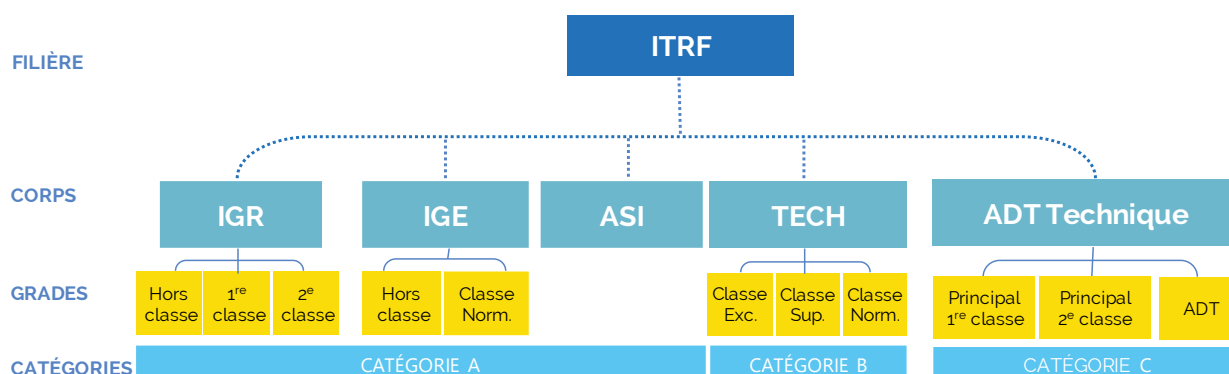 ITRF
FILIÈRE
CORPS
IGR
IGE
ASI
TECH
ADT Technique
GRADES
Hors
classe
1re
classe
2e
classe
Hors
classe
Classe
Norm.
Classe
Exc.
Classe
Sup.
Classe
Norm.
Principal
1re classe
Principal
2e classe
ADT
CATÉGORIES
CATÉGORIE A
CATÉGORIE B
CATÉGORIE C